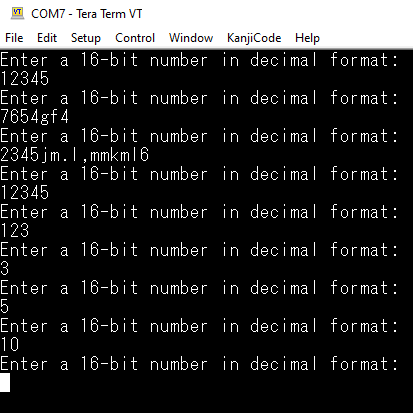 COM7 - Tera Term VT
File Edit Setup Control Window KanjiCode Help
Enter a 16-bit number in decimal format:
12345
Enter a 16-bit number in decimal format:
7654gf4
Enter a 16-bit number in decimal format:
2345jm.l,mmkml6
Enter a 16-bit number in decimal format:
12345
Enter a 16-bit number in decimal format:
123
Enter a 16-bit number in decimal format:
3
Enter a 16-bit number in decimal format:
5
Enter a 16-bit number in decimal format:
10
Enter a 16-bit number in decimal format: